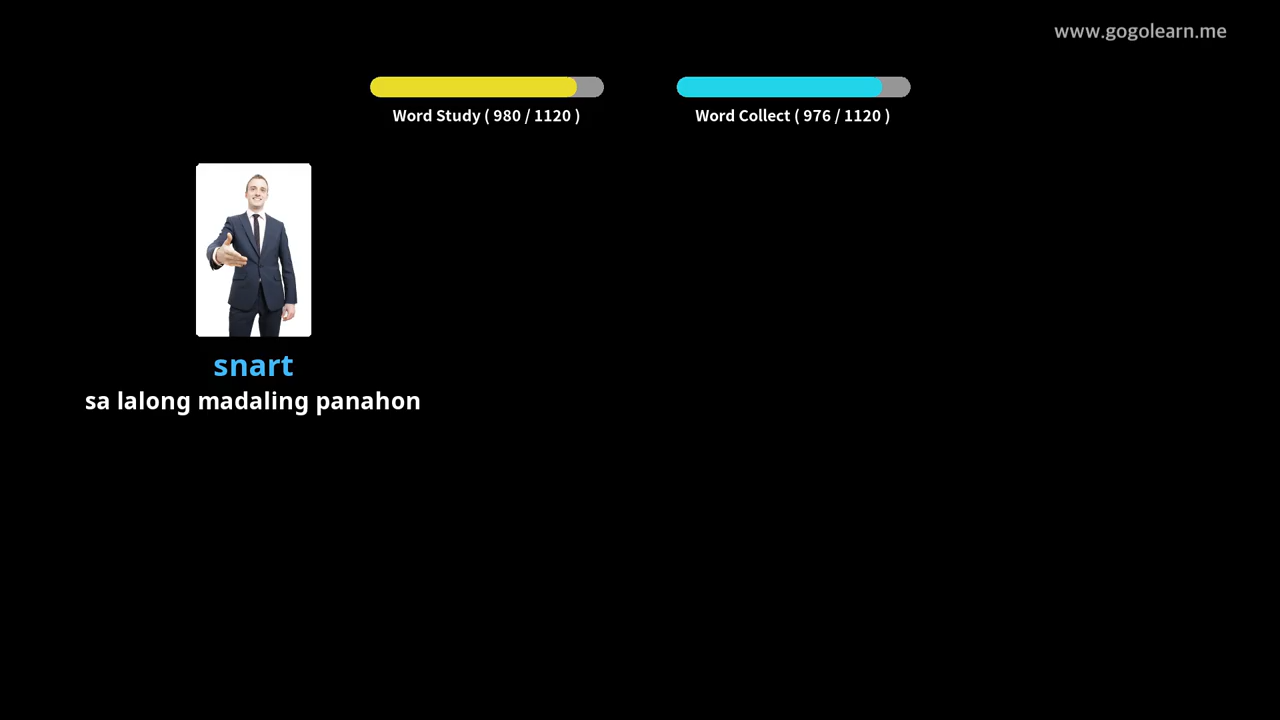 www.gogolearn.me
Word Study ( 980 / 1120 )
Word Collect ( 976 / 1120 )
snart
sa lalong madaling panahon